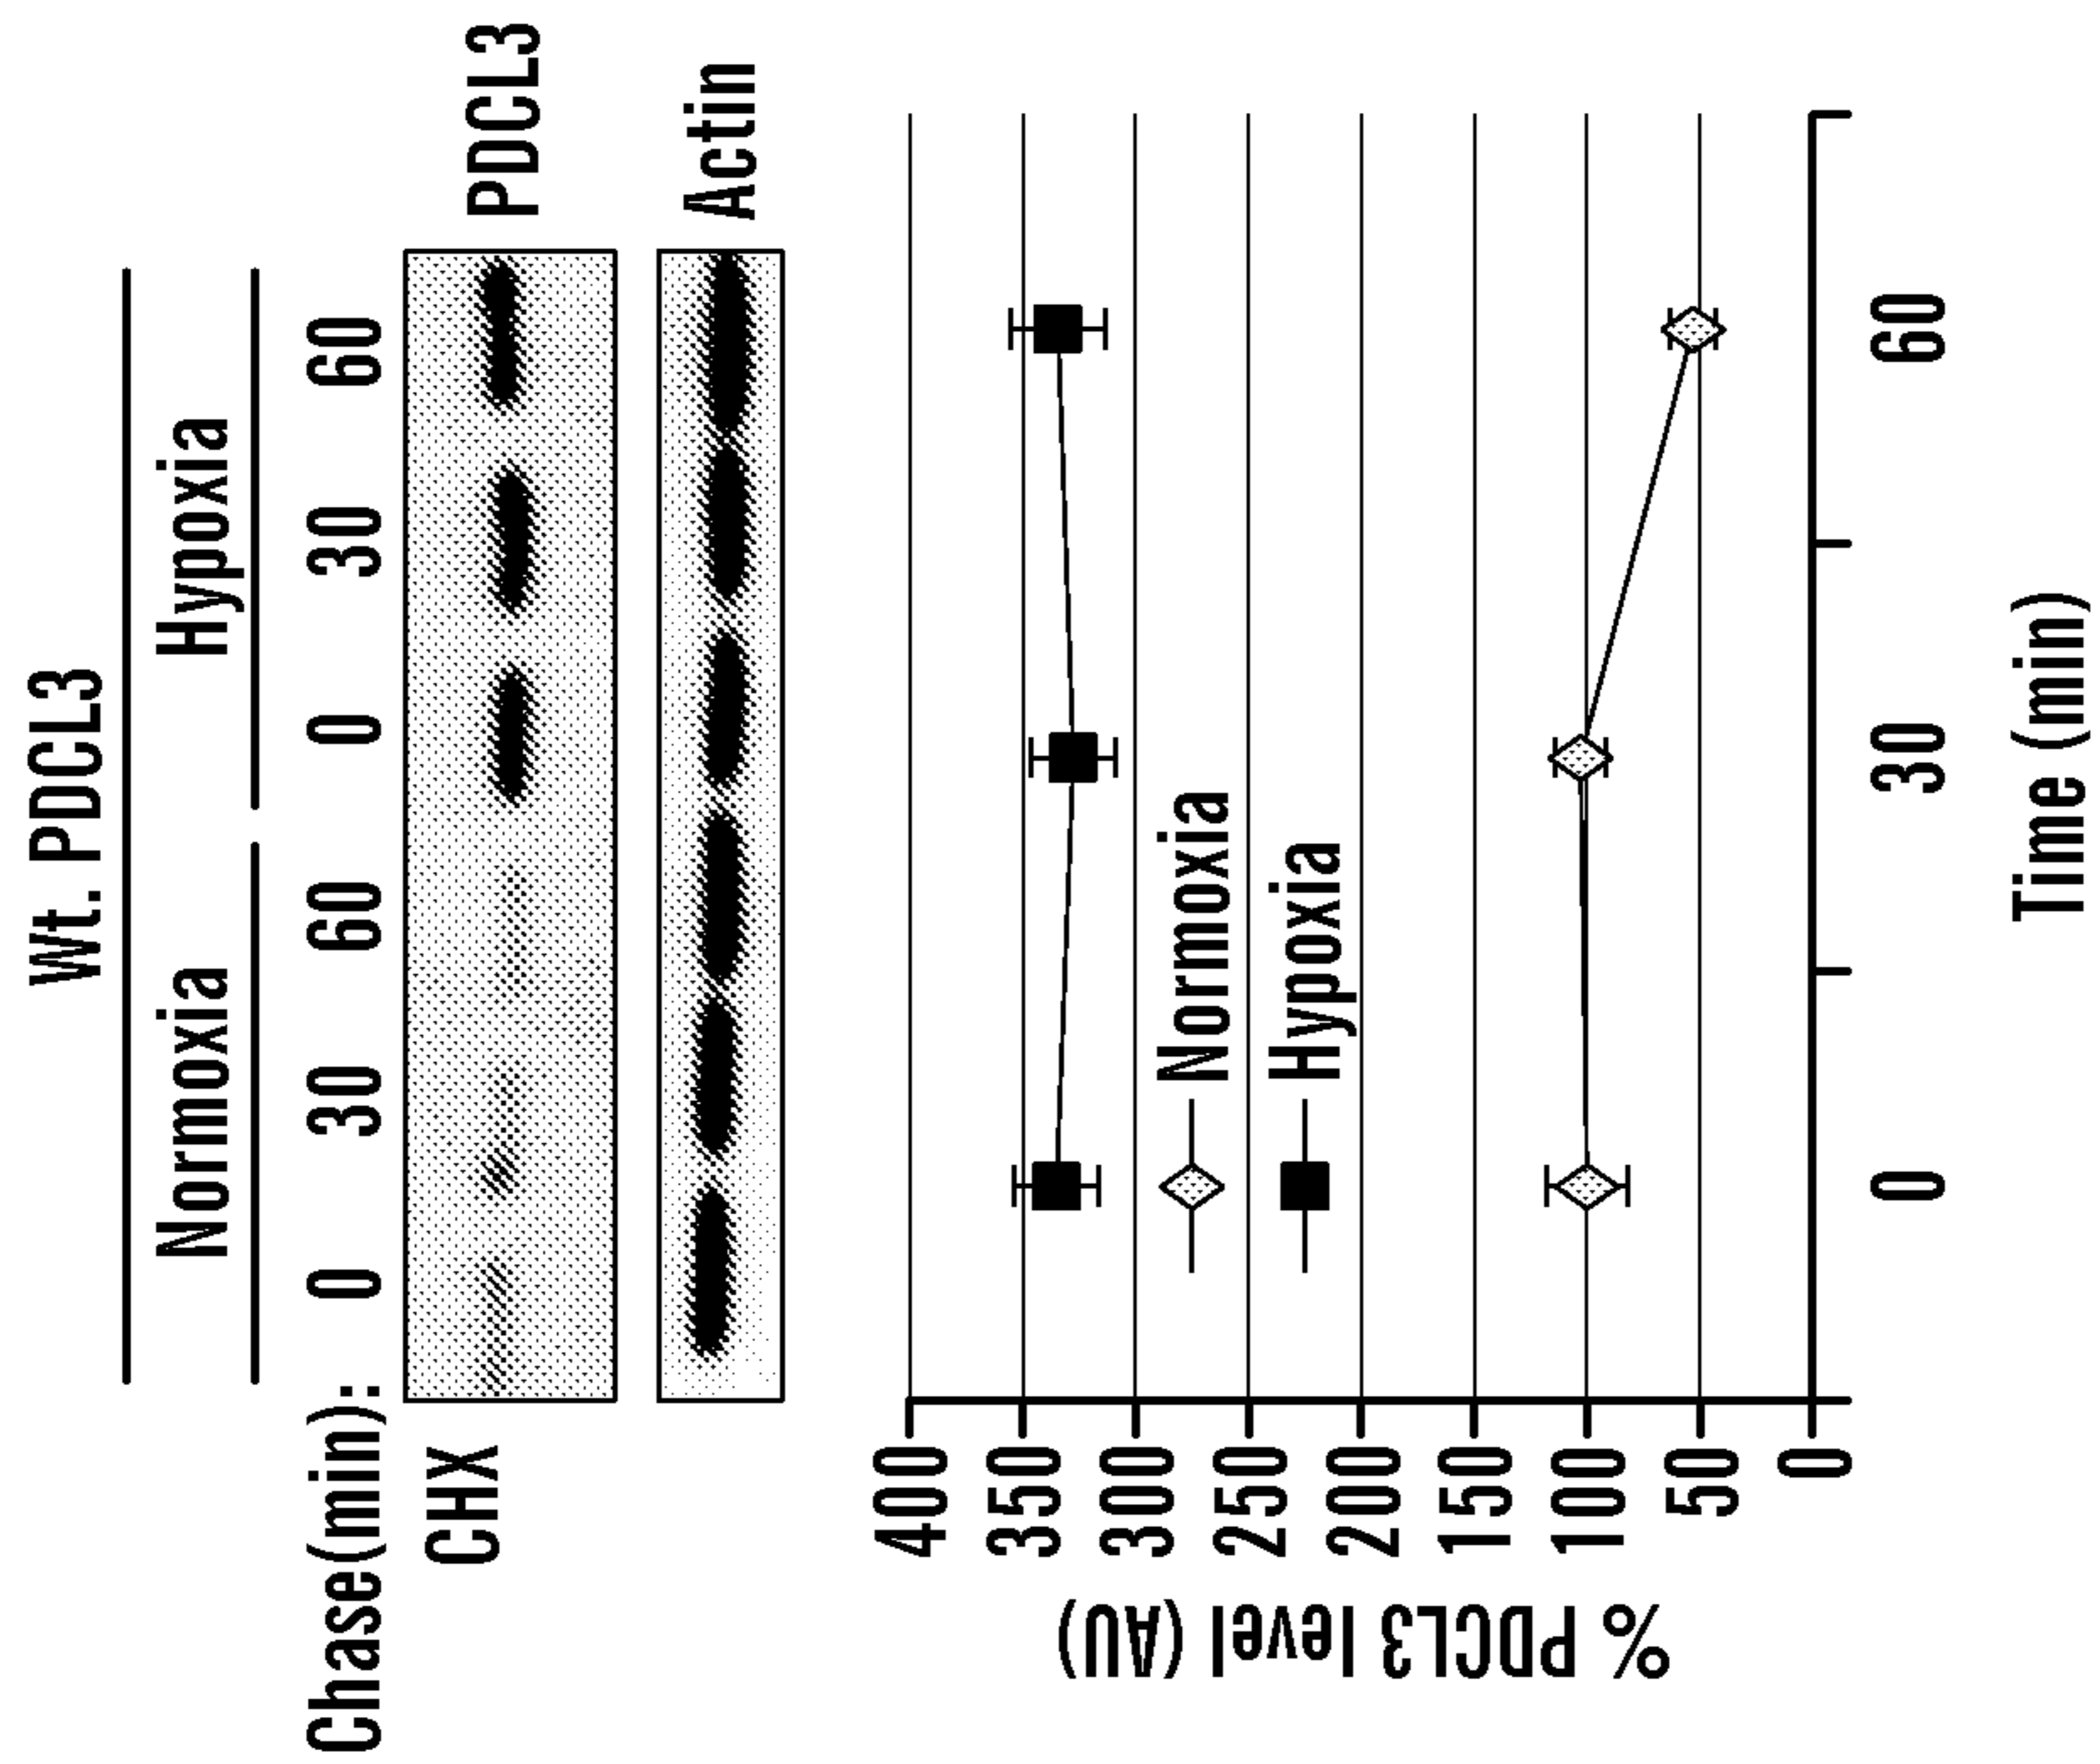 Wt. PDCL3
Normoxia Hypoxia
Chase(min): 0 30 60 0 30 60
CHX PDCL3
Actin
% PDCL3 level (AU)
400
350
300
250
200
150
100
50
0
Normoxia
Hypoxia
0 30 60
Time (min)